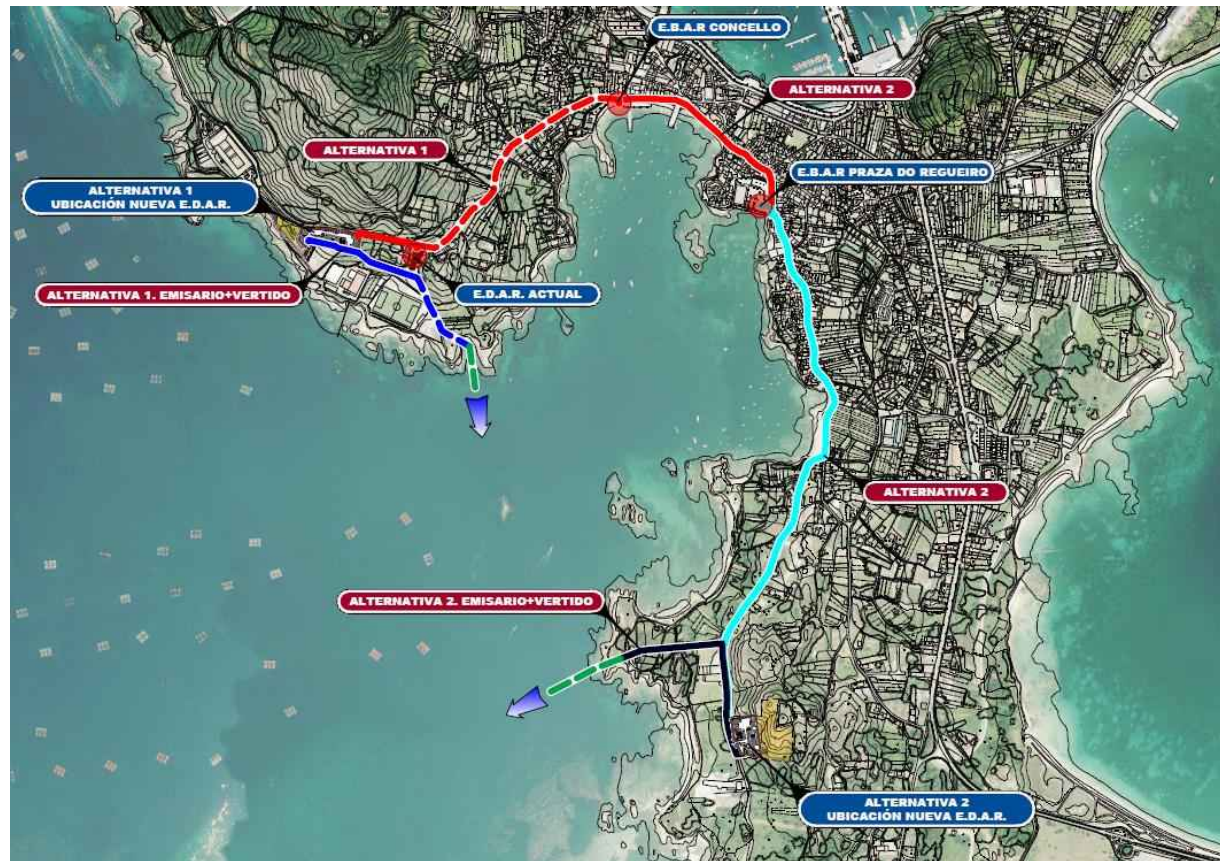 E.B.A.R CONCELLO
ALTERNATIVA 2
ALTERNATIVA 1
E.B.A.R PRAZA DO REGUEIRO
ALTERNATIVA 1
UBICACIÓN NUEVA E.D.A.R.
ALTERNATIVA 1. EMISARIO+VERTIDO
E.D.A.R. ACTUAL
ALTERNATIVA 2
ALTERNATIVA 2. EMISARIO+VERTIDO
ALTERNATIVA 2
UBICACIÓN NUEVA E.D.A.R.